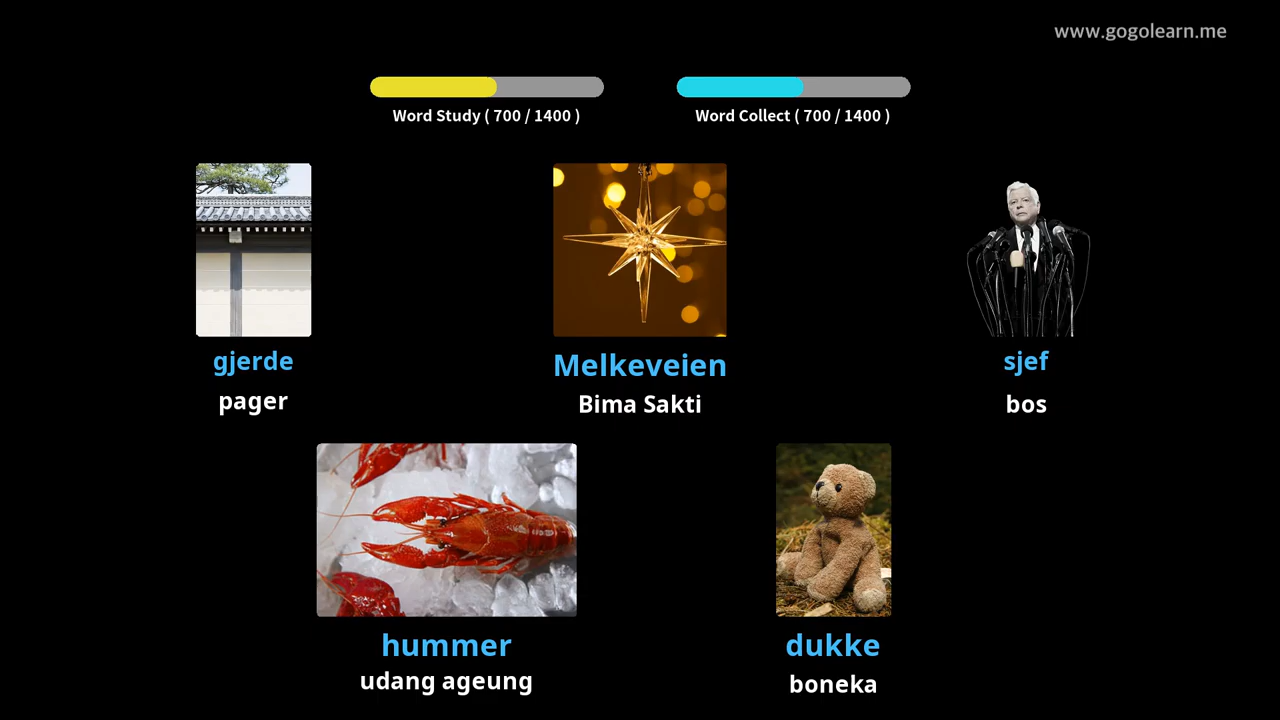 www.gogolearn.me
Word Study ( 700 / 1400 )
Word Collect ( 700 / 1400 )
gjerde
pager
Melkeveien
Bima Sakti
sjef
bos
hummer
udang ageung
dukke
boneka